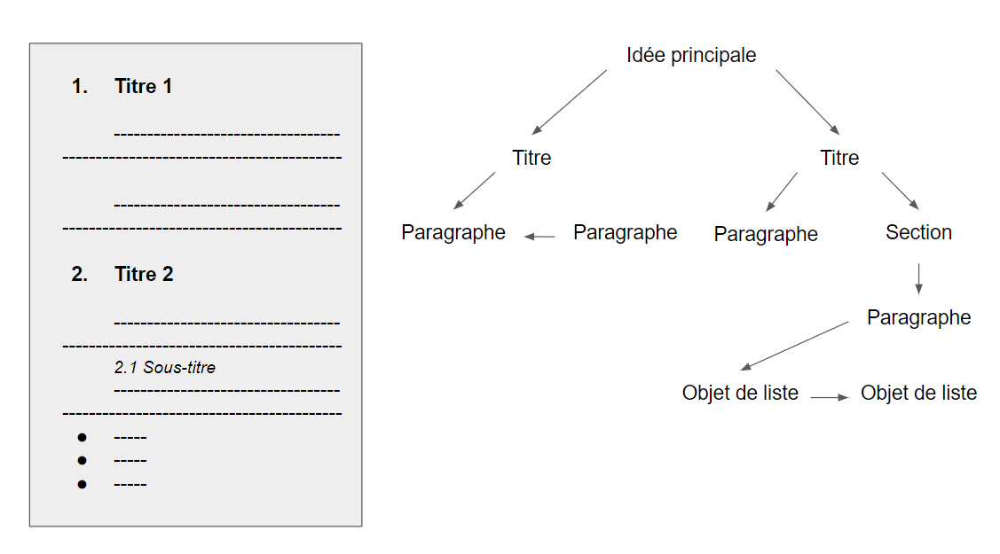 1. Titre 1
----------------------------------
------------------------------------------
----------------------------------
------------------------------------------
2. Titre 2
----------------------------------
------------------------------------------
2.1 Sous-titre
----------------------------------
------------------------------------------
● -----
● -----
● -----
Idée principale
Titre
Titre
Paragraphe
Paragraphe
Paragraphe
Section
Paragraphe
Objet de liste
Objet de liste